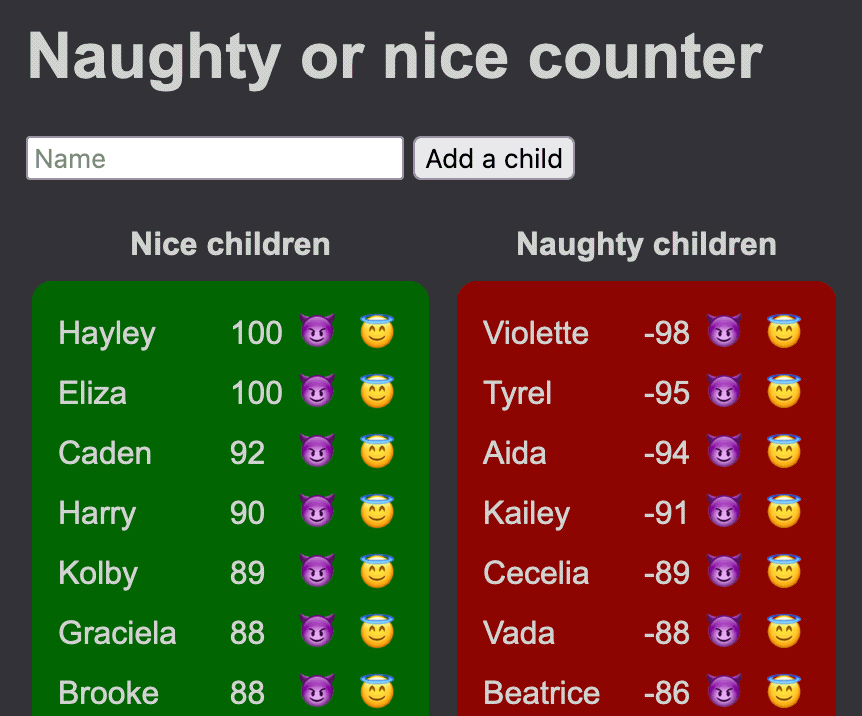 Naughty or nice counter
Name
Add a child
Nice children
Hayley 100 😈 😇
Eliza 100 😈 😇
Caden 92 😈 😇
Harry 90 😈 😇
Kolby 89 😈 😇
Graciela 88 😈 😇
Brooke 88 😈 😇
Naughty children
Violette -98 😈 😇
Tyrel -95 😈 😇
Aida -94 😈 😇
Kailey -91 😈 😇
Cecelia -89 😈 😇
Vada -88 😈 😇
Beatrice -86 😈 😇